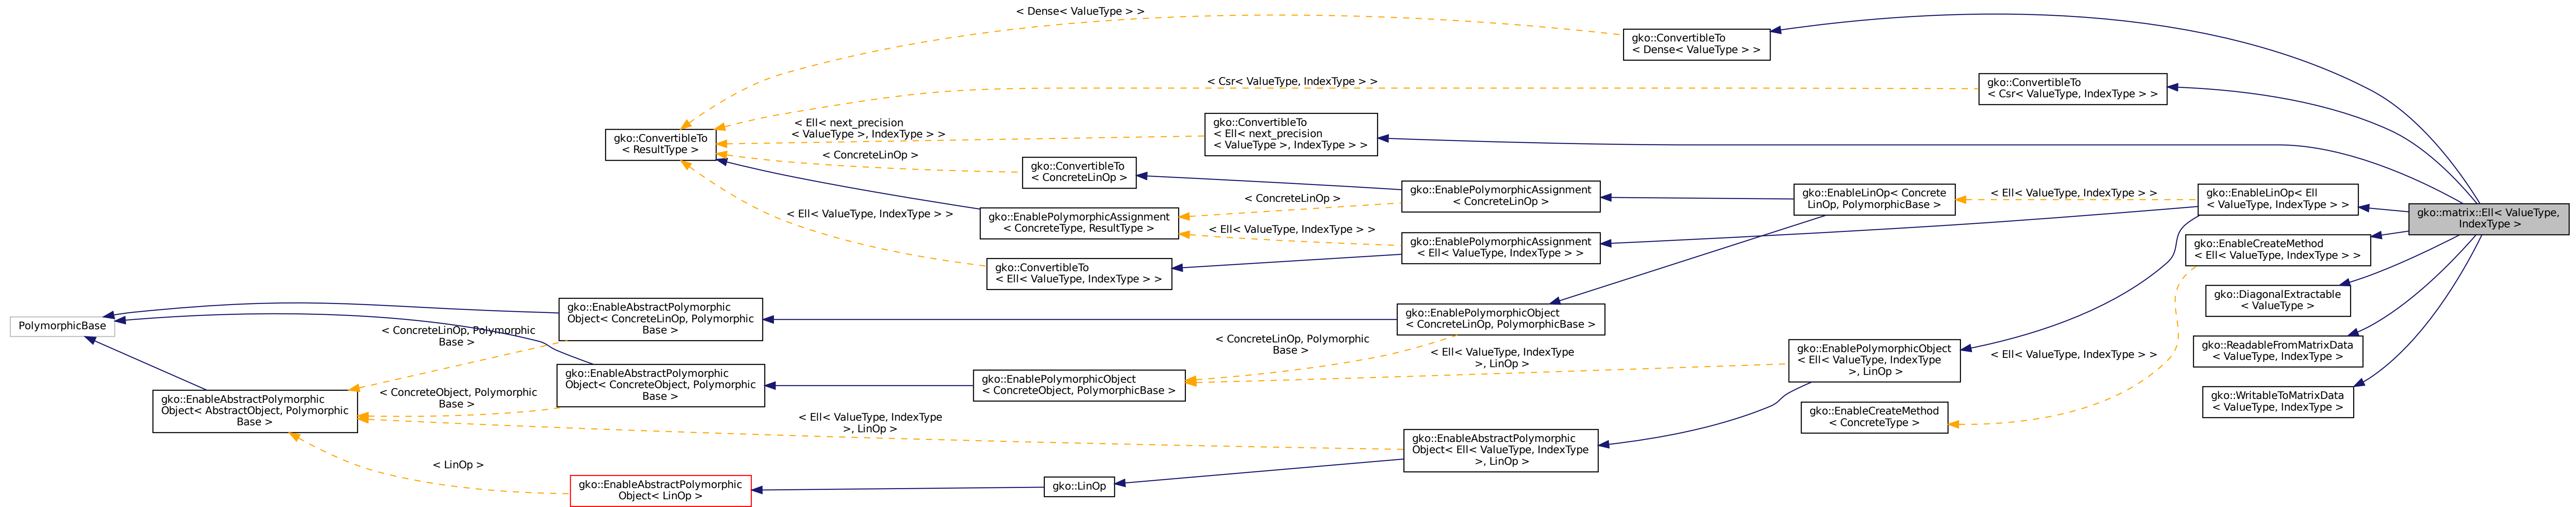 < Dense< ValueType > >
gko::ConvertibleTo
< Dense< ValueType > >
< Csr< ValueType, IndexType > >
gko::ConvertibleTo
< Csr< ValueType, IndexType > >
gko::ConvertibleTo
< ResultType >
< Ell< next_precision
< ValueType >, IndexType > >
gko::ConvertibleTo
< Ell< next_precision
< ValueType >, IndexType > >
< ConcreteLinOp >
gko::ConvertibleTo
< ConcreteLinOp >
gko::EnablePolymorphicAssignment
< ConcreteLinOp >
gko::EnableLinOp< Concrete
LinOp, PolymorphicBase >
< Ell< ValueType, IndexType > >
gko::EnableLinOp< Ell
< ValueType, IndexType > >
gko::matrix::Ell< ValueType,
IndexType >
< Ell< ValueType, IndexType > >
gko::EnablePolymorphicAssignment
< ConcreteType, ResultType >
< ConcreteLinOp >
< Ell< ValueType, IndexType > >
gko::EnablePolymorphicAssignment
< Ell< ValueType, IndexType > >
gko::EnableCreateMethod
< Ell< ValueType, IndexType > >
gko::ConvertibleTo
< Ell< ValueType, IndexType > >
gko::DiagonalExtractable
< ValueType >
PolymorphicBase
gko::EnableAbstractPolymorphic
Object< ConcreteLinOp, Polymorphic
Base >
gko::EnablePolymorphicObject
< ConcreteLinOp, PolymorphicBase >
< ConcreteLinOp, Polymorphic
Base >
< ConcreteLinOp, Polymorphic
Base >
< Ell< ValueType, IndexType
>, LinOp >
gko::EnablePolymorphicObject
< Ell< ValueType, IndexType
>, LinOp >
< Ell< ValueType, IndexType > >
gko::ReadableFromMatrixData
< ValueType, IndexType >
gko::EnableAbstractPolymorphic
Object< AbstractObject, Polymorphic
Base >
< ConcreteObject, Polymorphic
Base >
gko::EnableAbstractPolymorphic
Object< ConcreteObject, Polymorphic
Base >
gko::EnablePolymorphicObject
< ConcreteObject, PolymorphicBase >
gko::EnableCreateMethod
< ConcreteType >
gko::WritableToMatrixData
< ValueType, IndexType >
< Ell< ValueType, IndexType
>, LinOp >
gko::EnableAbstractPolymorphic
Object< Ell< ValueType, IndexType
>, LinOp >
< LinOp >
gko::EnableAbstractPolymorphic
Object< LinOp >
gko::LinOp